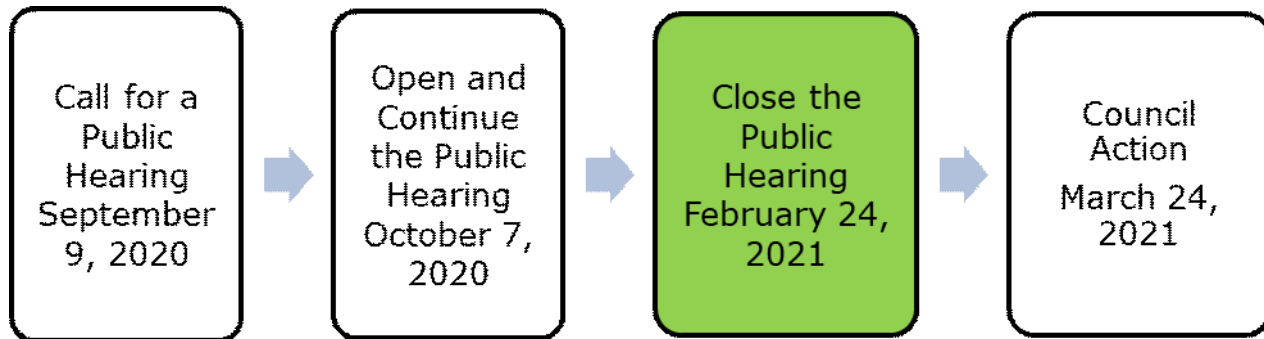 Call for a
Public
Hearing
September
9, 2020
Open and
Continue
the Public
Hearing
October 7,
2020
Close the
Public
Hearing
February 24,
2021
Council
Action
March 24,
2021